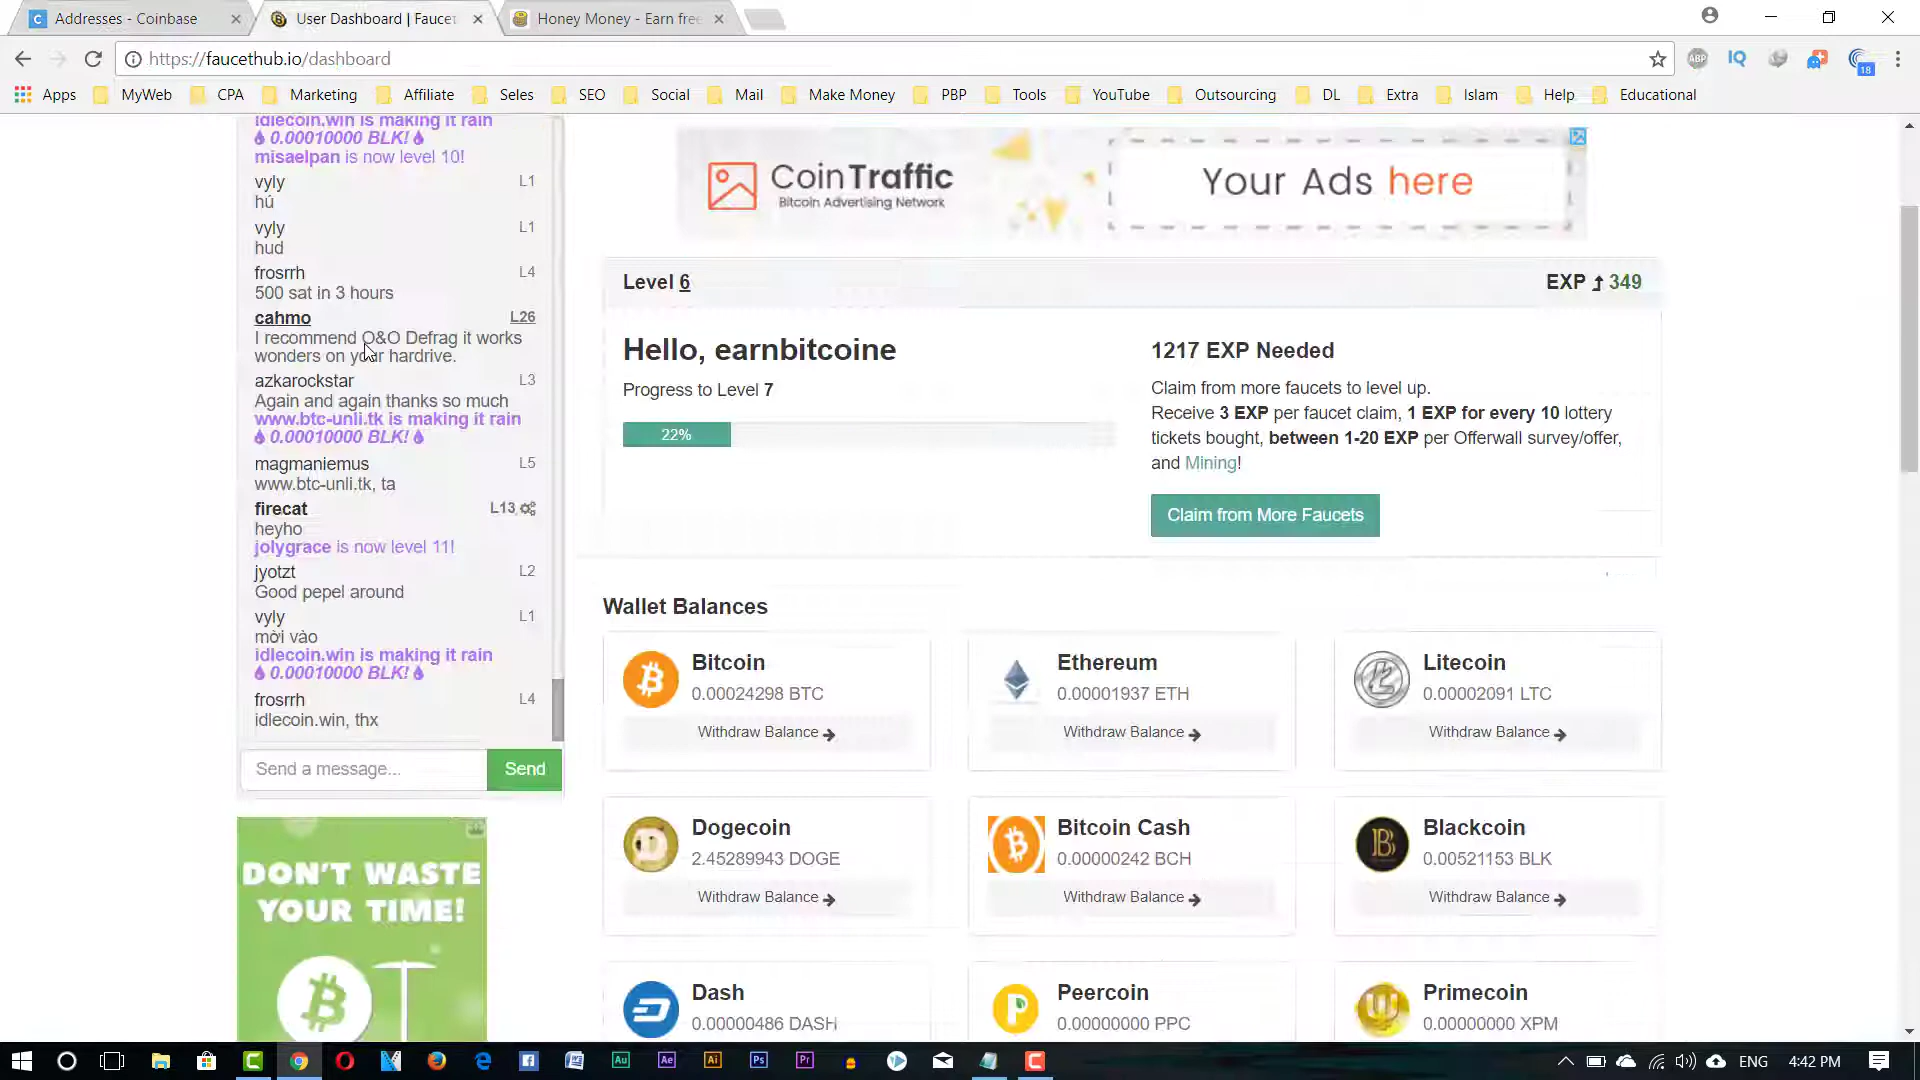 Addresses - Coinbase
User Dashboard | Faucet
Honey Money - Earn free
https://faucethub.io/dashboard
ABP
IQ
18
Apps
MyWeb
CPA
Marketing
Affiliate
Seles
SEO
Social
Mail
Make Money
PBP
Tools
YouTube
Outsourcing
DL
Extra
Islam
Help
Educational
idlecoin.win is making it rain
0.00010000 BLK!
misaelpan is now level 10!
vyly L1
hú
vyly L1
hud
frosrrh L4
500 sat in 3 hours
cahmo L26
I recommend O&O Defrag it works
wonders on your hardrive.
azkarockstar L3
Again and again thanks so much
www.btc-unli.tk is making it rain
0.00010000 BLK!
magmaniemus L5
www.btc-unli.tk, ta
firecat L13
heyho
jolygrace is now level 11!
jyotzt L2
Good pepel around
vyly L1
mời vào
idlecoin.win is making it rain
0.00010000 BLK!
frosrrh L4
idlecoin.win, thx
Send a message...
Send
DON'T WASTE
YOUR TIME!
CoinTraffic
Bitcoin Advertising Network
Your Ads here
Level 6
EXP 349
Hello, earnbitcoine
Progress to Level 7
22%
1217 EXP Needed
Claim from more faucets to level up.
Receive 3 EXP per faucet claim, 1 EXP for every 10 lottery
tickets bought, between 1-20 EXP per Offerwall survey/offer,
and Mining!
Claim from More Faucets
Wallet Balances
Bitcoin
0.00024298 BTC
Withdraw Balance
Ethereum
0.00001937 ETH
Withdraw Balance
Litecoin
0.00002091 LTC
Withdraw Balance
Dogecoin
2.45289943 DOGE
Withdraw Balance
Bitcoin Cash
0.00000242 BCH
Withdraw Balance
Blackcoin
0.00521153 BLK
Withdraw Balance
Dash
0.00000486 DASH
Peercoin
0.00000000 PPC
Primecoin
0.00000000 XPM
Au
Ae
Ai
Ps
Pr
ENG
4:42 PM